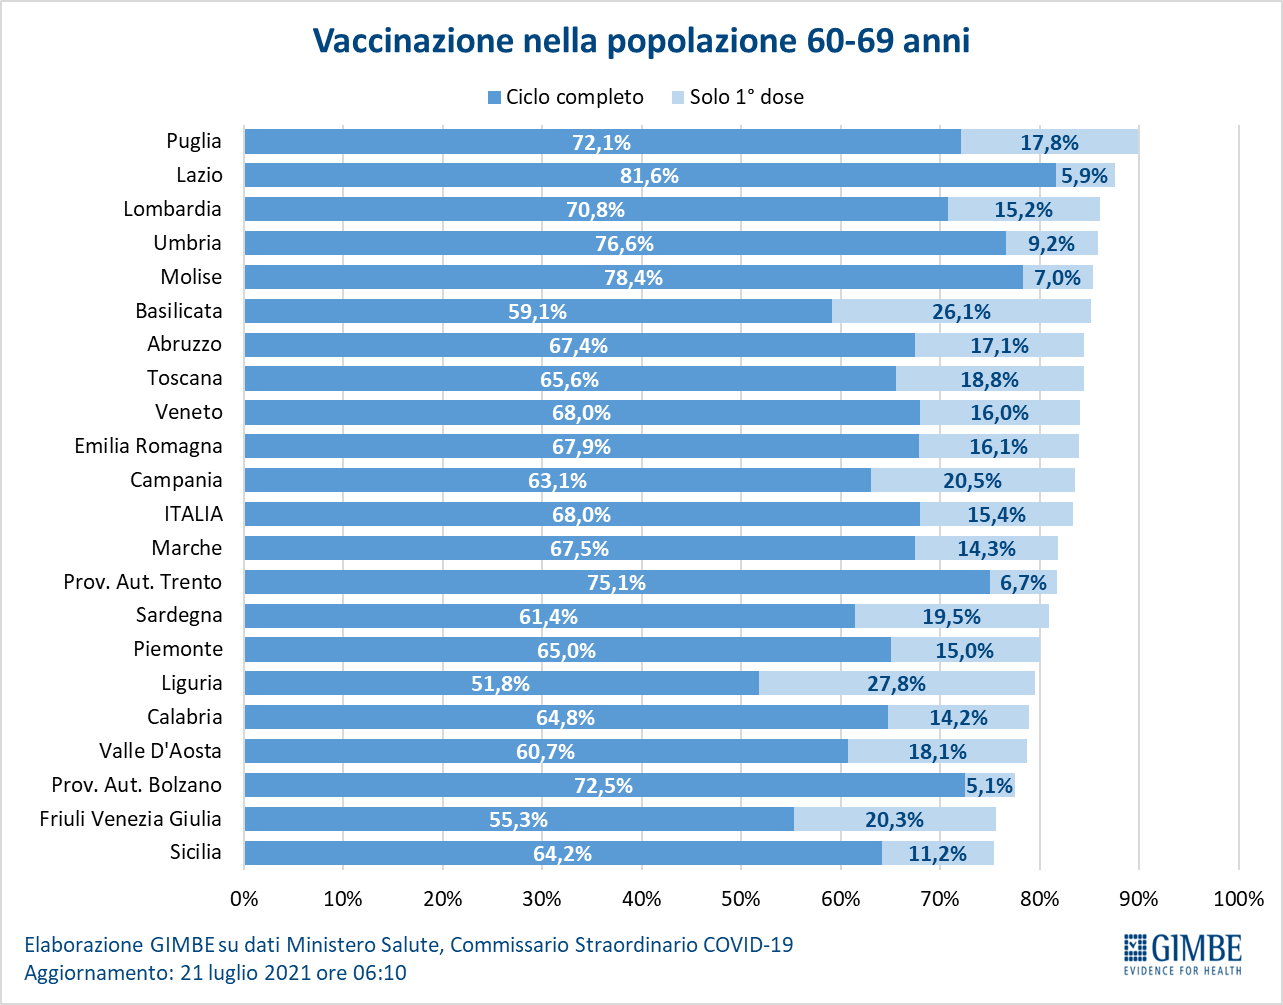 Vaccinazione nella popolazione 60-69 anni
Ciclo completo Solo 1° dose
Puglia 72,1% 17,8%
Lazio 81,6% 5,9%
Lombardia 70,8% 15,2%
Umbria 76,6% 9,2%
Molise 78,4% 7,0%
Basilicata 59,1% 26,1%
Abruzzo 67,4% 17,1%
Toscana 65,6% 18,8%
Veneto 68,0% 16,0%
Emilia Romagna 67,9% 16,1%
Campania 63,1% 20,5%
ITALIA 68,0% 15,4%
Marche 67,5% 14,3%
Prov. Aut. Trento 75,1% 6,7%
Sardegna 61,4% 19,5%
Piemonte 65,0% 15,0%
Liguria 51,8% 27,8%
Calabria 64,8% 14,2%
Valle D'Aosta 60,7% 18,1%
Prov. Aut. Bolzano 72,5% 5,1%
Friuli Venezia Giulia 55,3% 20,3%
Sicilia 64,2% 11,2%
0% 10% 20% 30% 40% 50% 60% 70% 80% 90% 100%
Elaborazione GIMBE su dati Ministero Salute, Commissario Straordinario COVID-19
Aggiornamento: 21 luglio 2021 ore 06:10
GIMBE
EVIDENCE FOR HEALTH